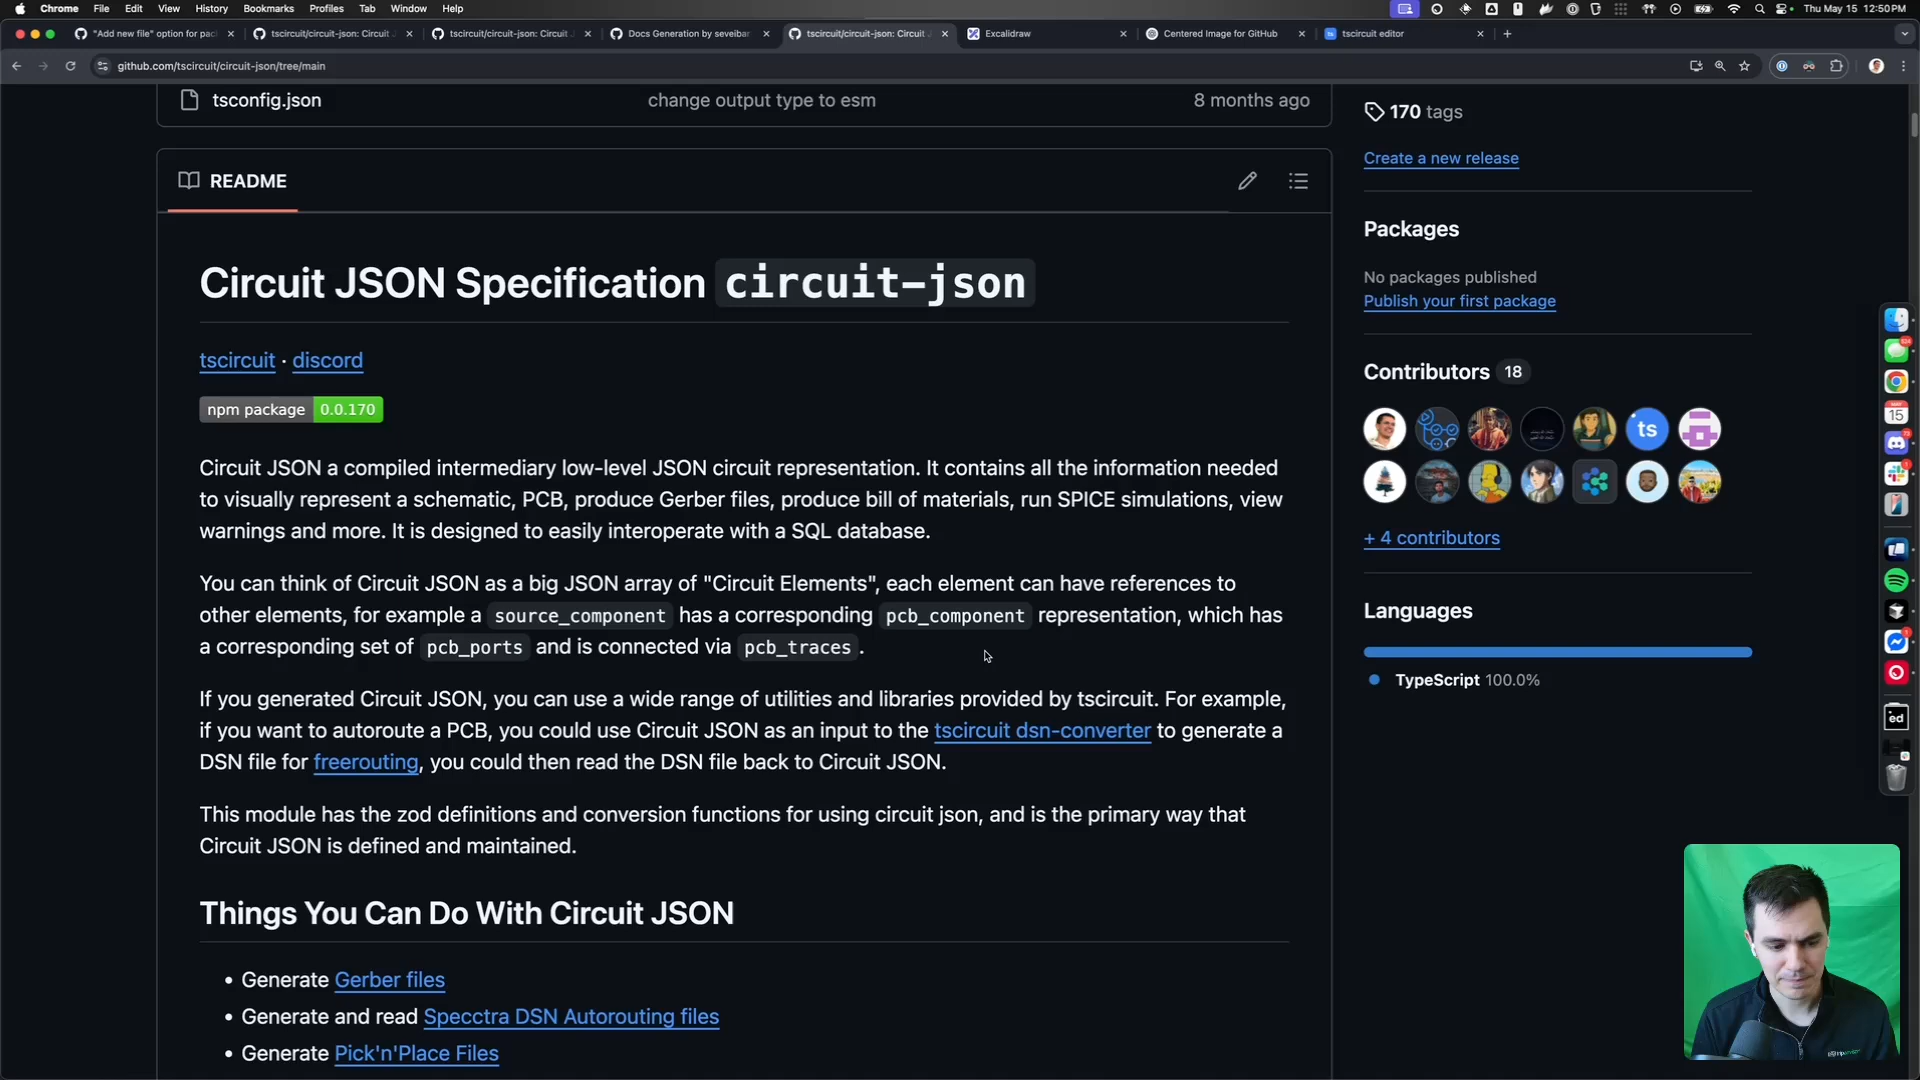 Chrome File Edit View History Bookmarks Profiles Tab Window Help
Thu May 15 12:50 PM
"Add new file" option for pac
tscircuit/circuit-json: Circuit J
tscircuit/circuit-json: Circuit J
Docs Generation by seveibar
tscircuit/circuit-json: Circuit J
Excalidraw
Centered Image for GitHub
tscircuit editor
github.com/tscircuit/circuit-json/tree/main
tsconfig.json
change output type to esm
8 months ago
README
Circuit JSON Specification circuit-json
tscircuit · discord
npm package 0.0.170
Circuit JSON a compiled intermediary low-level JSON circuit representation. It contains all the information needed
to visually represent a schematic, PCB, produce Gerber files, produce bill of materials, run SPICE simulations, view
warnings and more. It is designed to easily interoperate with a SQL database.
You can think of Circuit JSON as a big JSON array of "Circuit Elements", each element can have references to
other elements, for example a source_component has a corresponding pcb_component representation, which has
a corresponding set of pcb_ports and is connected via pcb_traces.
If you generated Circuit JSON, you can use a wide range of utilities and libraries provided by tscircuit. For example,
if you want to autoroute a PCB, you could use Circuit JSON as an input to the tscircuit dsn-converter to generate a
DSN file for freerouting, you could then read the DSN file back to Circuit JSON.
This module has the zod definitions and conversion functions for using circuit json, and is the primary way that
Circuit JSON is defined and maintained.
Things You Can Do With Circuit JSON
• Generate Gerber files
• Generate and read Specctra DSN Autorouting files
• Generate Pick'n'Place Files
170 tags
Create a new release
Packages
No packages published
Publish your first package
Contributors 18
ts
+ 4 contributors
Languages
TypeScript 100.0%
15
ed